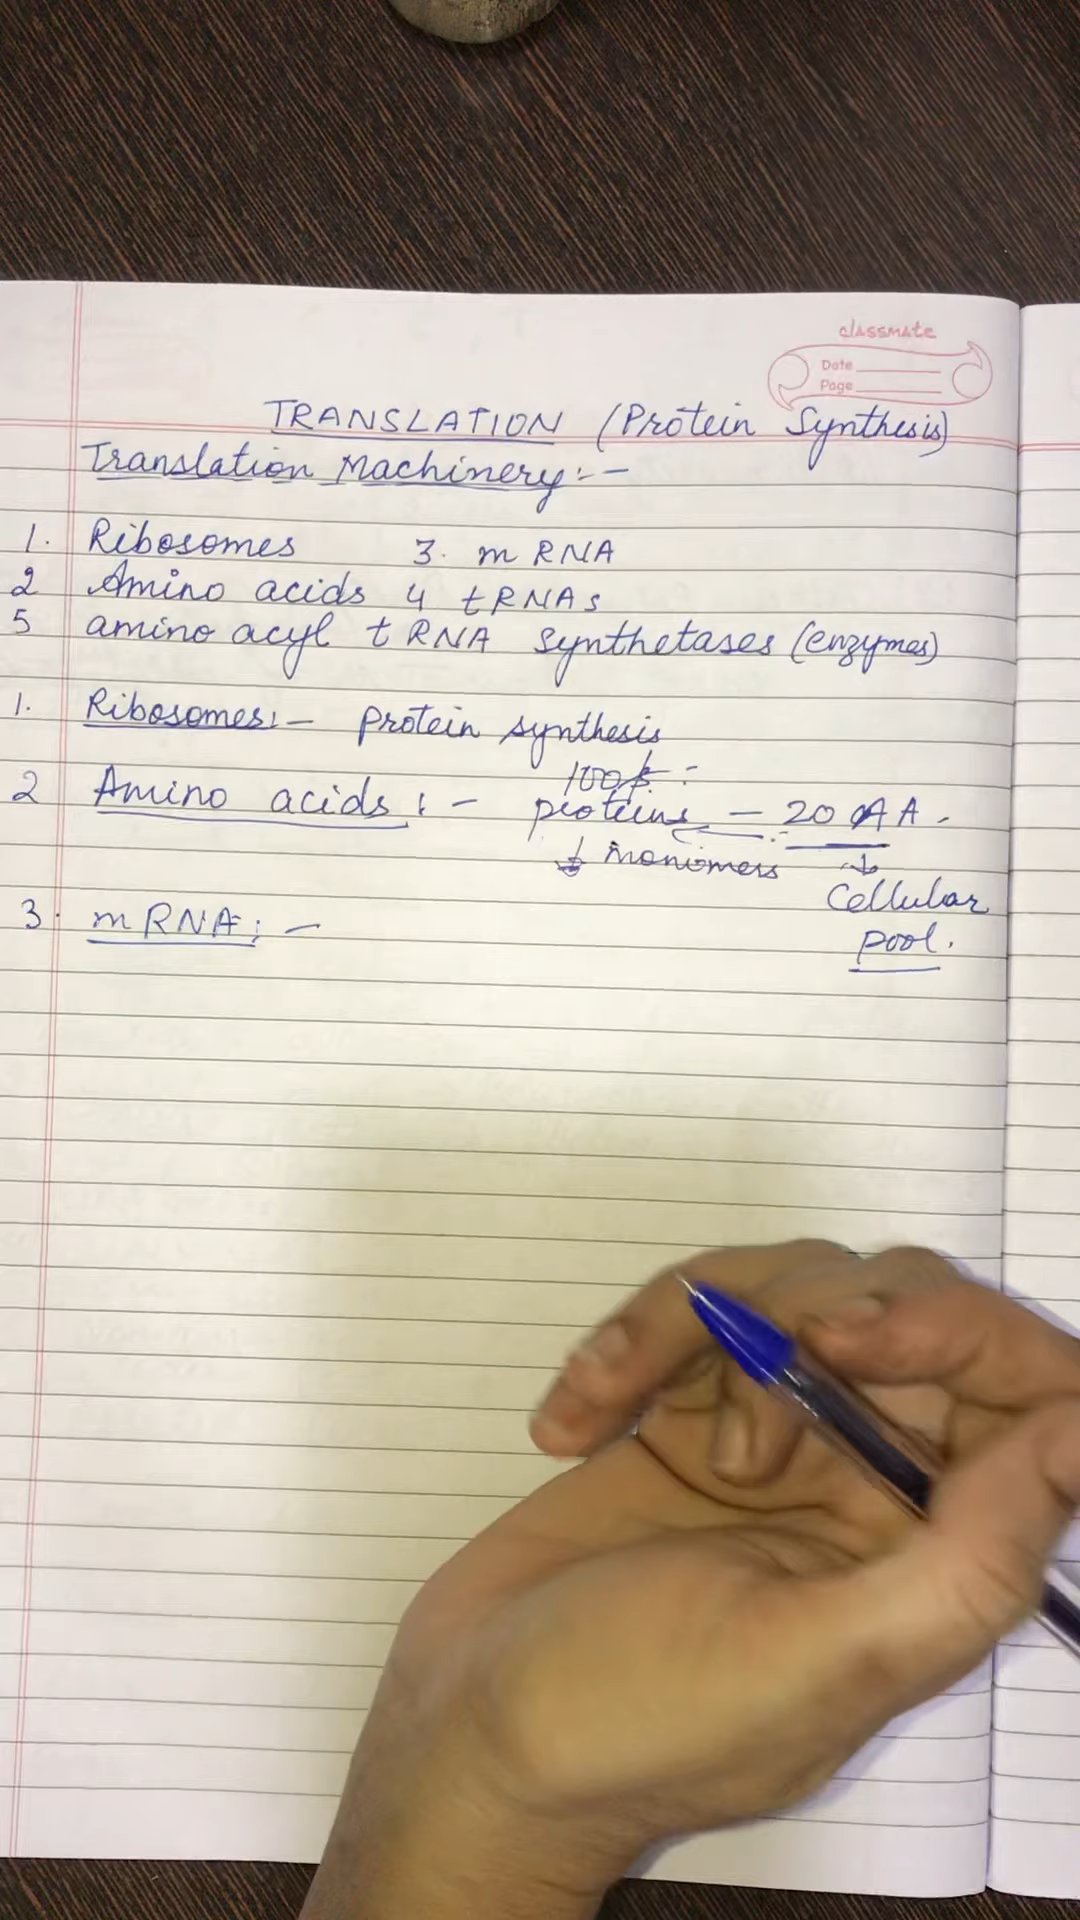 classmate
Date
Page
TRANSLATION (Protein Synthesis)
Translation Machinery:-
1. Ribosomes 3. mRNA
2 Amino acids 4 tRNAs
5 amino acyl tRNA synthetases (enzymes)
1. Ribosomes:- protein synthesis
2 Amino acids:- proteins - 20 AA.
monomers
Cellular
pool.
3. mRNA:-